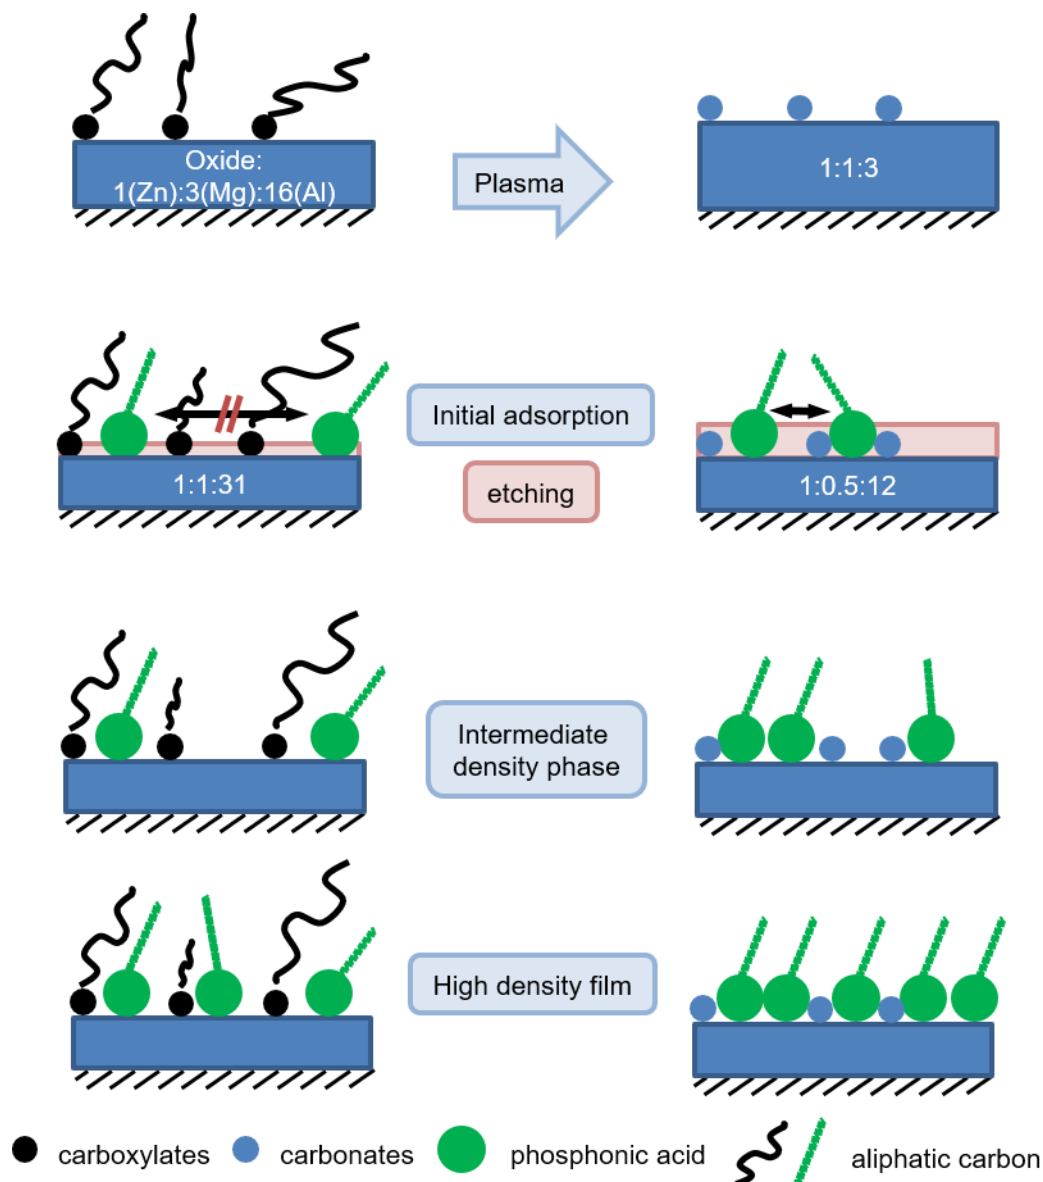 Oxide:
1(Zn):3(Mg):16(Al)
Plasma
1:1:3
Initial adsorption
etching
1:1:31
1:0.5:12
Intermediate
density phase
High density film
carboxylates
carbonates
phosphonic acid
aliphatic carbon